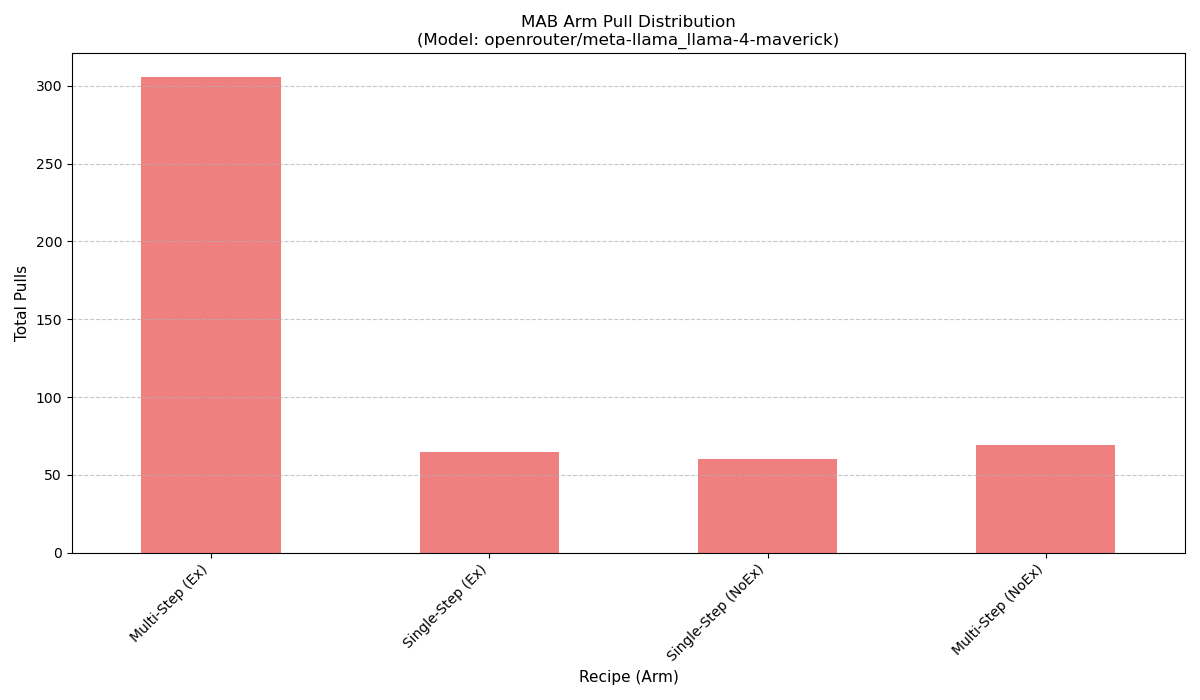 MAB Arm Pull Distribution
(Model: openrouter/meta-llama_llama-4-maverick)
Total Pulls
300
250
200
150
100
50
0
Multi-Step (Ex)
Single-Step (Ex)
Single-Step (NoEx)
Multi-Step (NoEx)
Recipe (Arm)